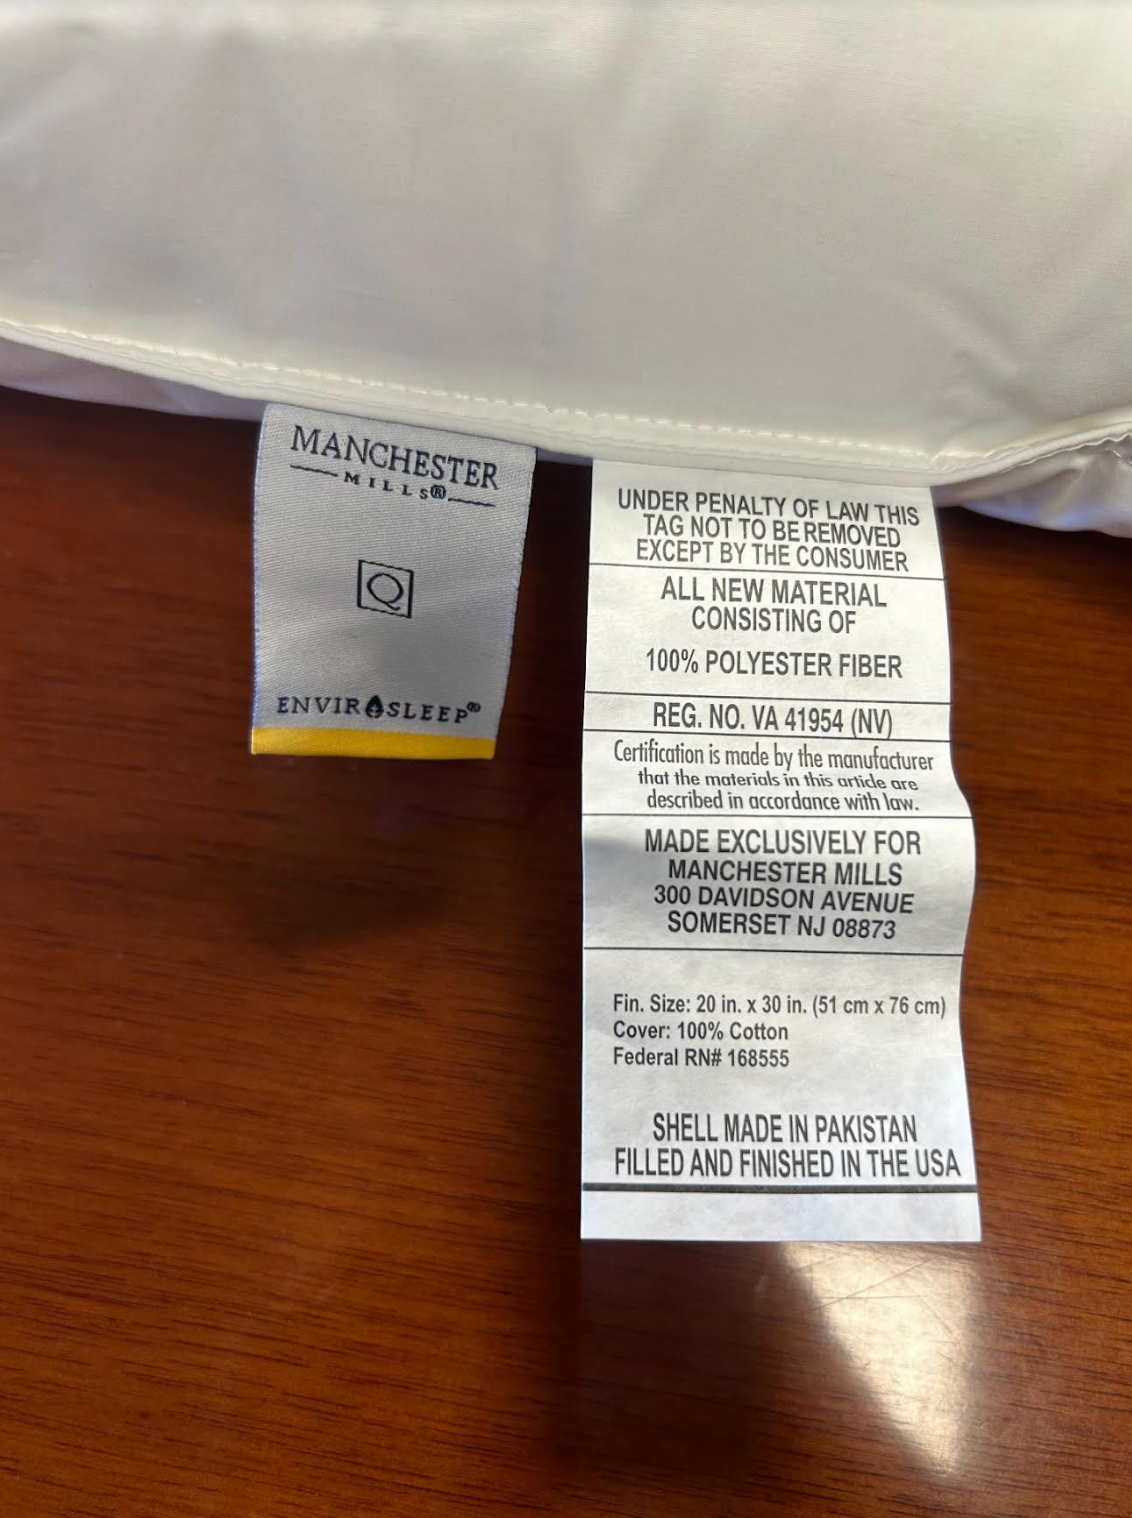 MANCHESTER
MILLS®
Q
ENVIROSLEEP®
UNDER PENALTY OF LAW THIS
TAG NOT TO BE REMOVED
EXCEPT BY THE CONSUMER
ALL NEW MATERIAL
CONSISTING OF
100% POLYESTER FIBER
REG. NO. VA 41954 (NV)
Certification is made by the manufacturer
that the materials in this article are
described in accordance with law.
MADE EXCLUSIVELY FOR
MANCHESTER MILLS
300 DAVIDSON AVENUE
SOMERSET NJ 08873
Fin. Size: 20 in. x 30 in. (51 cm x 76 cm)
Cover: 100% Cotton
Federal RN# 168555
SHELL MADE IN PAKISTAN
FILLED AND FINISHED IN THE USA